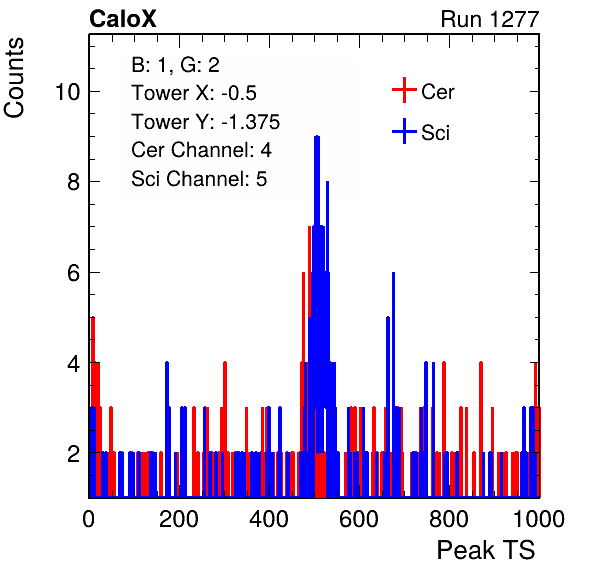 CaloX Run 1277
Counts
B: 1, G: 2
Tower X: -0.5
Tower Y: -1.375
Cer Channel: 4
Sci Channel: 5
Cer
Sci
10
8
6
4
2
0 200 400 600 800 1000
Peak TS